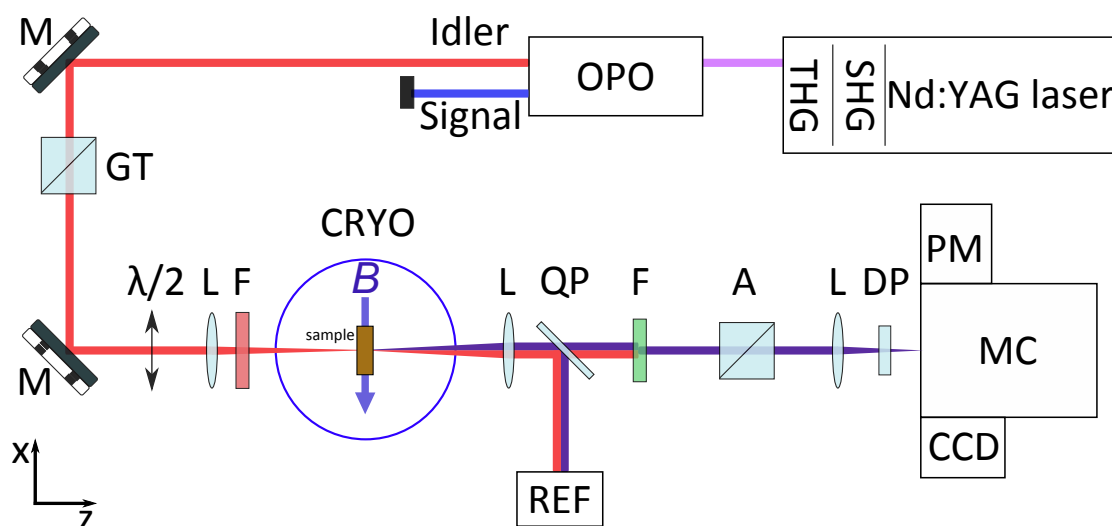 M
Idler
Signal
OPO
THG
SHG
Nd:YAG laser
GT
CRYO
B
sample
λ/2
L
F
L
QP
F
A
L
DP
PM
MC
CCD
M
REF
x
z